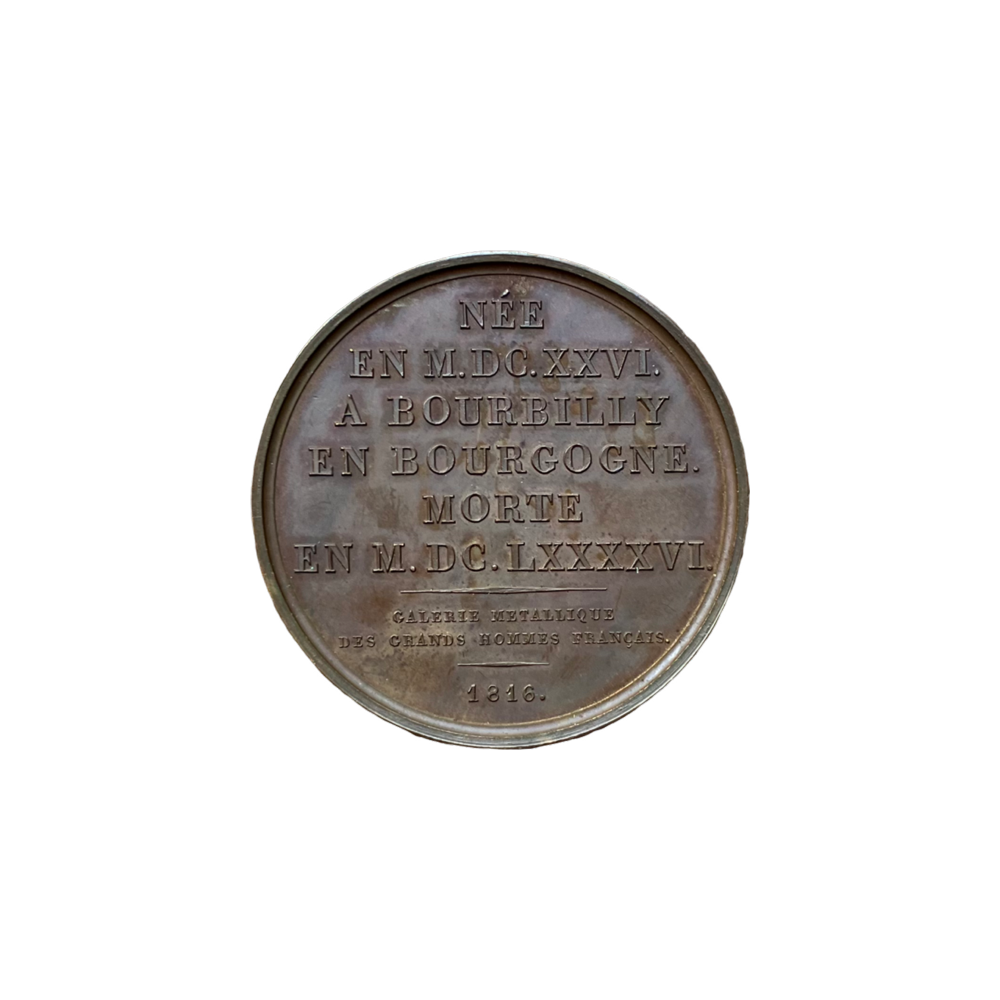 NÉE
EN M.DC.XXVI.
A BOURBILLY
EN BOURGOGNE.
MORTE
EN M.DC.LXXXXVI.
GALERIE METALLIQUE
DES GRANDS HOMMES FRANÇAIS.
1816.